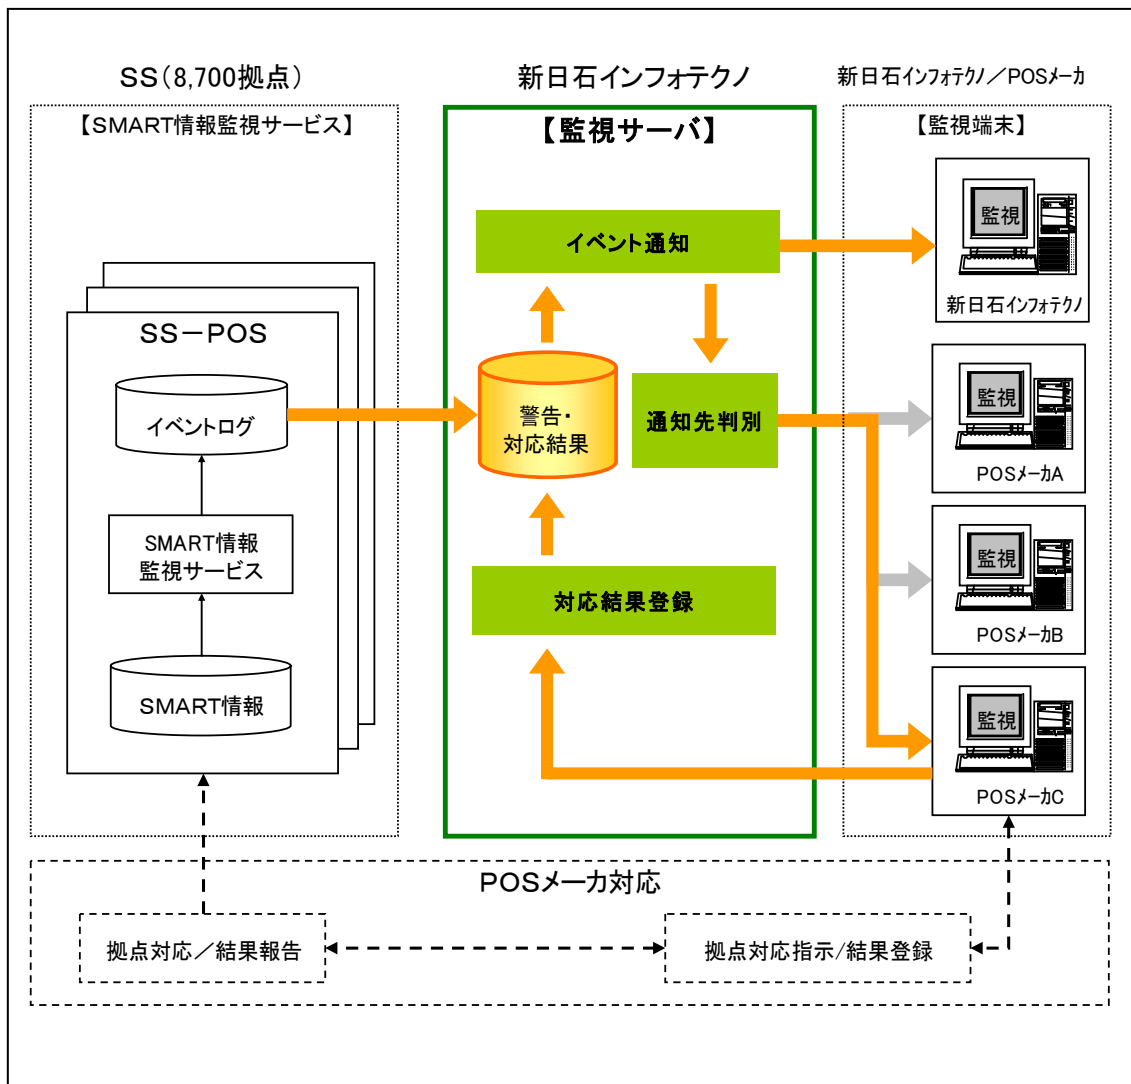 SS(8,700拠点)
【SMART情報監視サービス】
SS－POS
イベントログ
SMART情報
監視サービス
SMART情報
新日石インフォテクノ
【監視サーバ】
イベント通知
警告・
対応結果
通知先判別
対応結果登録
新日石インフォテクノ／POSメーカ
【監視端末】
監視
新日石インフォテクノ
監視
POSメーカA
監視
POSメーカB
監視
POSメーカC
POSメーカ対応
拠点対応／結果報告
拠点対応指示/結果登録